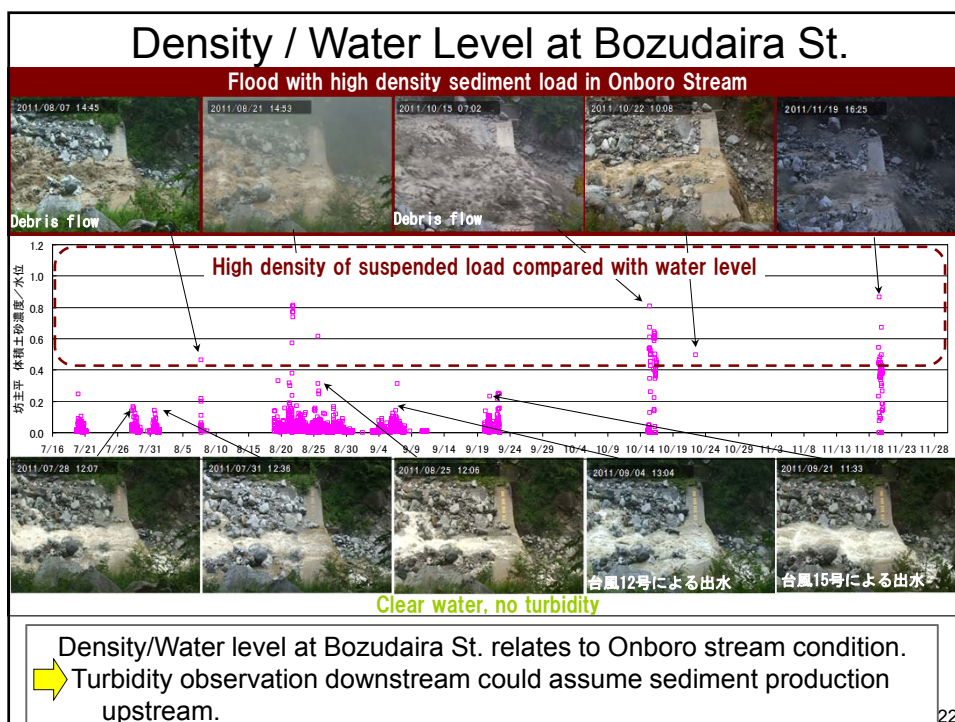 Density / Water Level at Bozudaira St.
Flood with high density sediment load in Onboro Stream
2011/08/07 14:45
2011/08/21 14:53
2011/10/15 07:02
2011/10/22 10:08
2011/11/19 16:25
Debris flow
Debris flow
坊主平 体積土砂濃度／水位
1.2
1.0
0.8
0.6
0.4
0.2
0.0
High density of suspended load compared with water level
7/16 7/21 7/26 7/31 8/5 8/10 8/15 8/20 8/25 8/30 9/4 9/9 9/14 9/19 9/24 9/29 10/4 10/9 10/14 10/19 10/24 10/29 11/3 11/8 11/13 11/18 11/23 11/28
2011/07/28 12:07
2011/07/31 12:36
2011/08/25 12:06
2011/09/04 13:04
2011/09/21 11:33
台風12号による出水
台風15号による出水
Clear water, no turbidity
Density/Water level at Bozudaira St. relates to Onboro stream condition.
Turbidity observation downstream could assume sediment production
upstream.
22